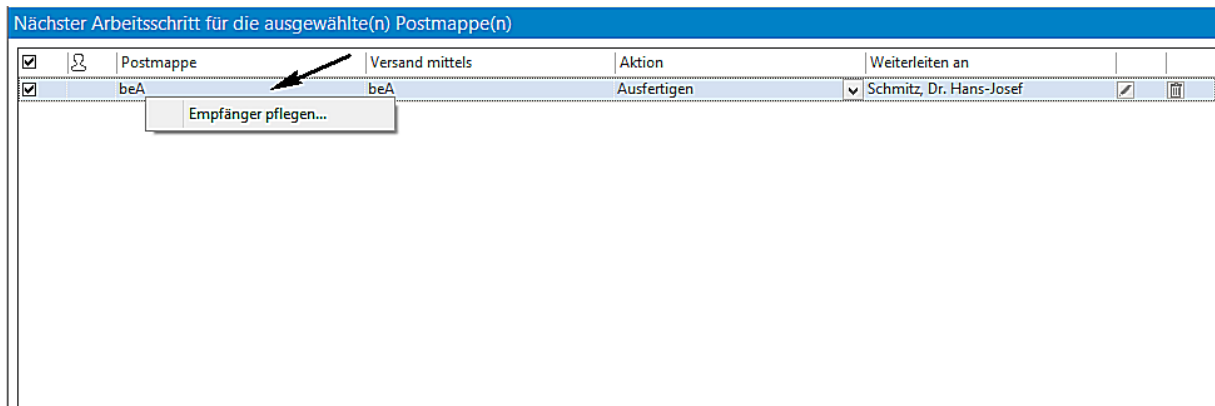 Nächster Arbeitsschritt für die ausgewählte(n) Postmappe(n)
Postmappe Versand mittels Aktion Weiterleiten an
beA beA Ausfertigen Schmitz, Dr. Hans-Josef
Empfänger pflegen...